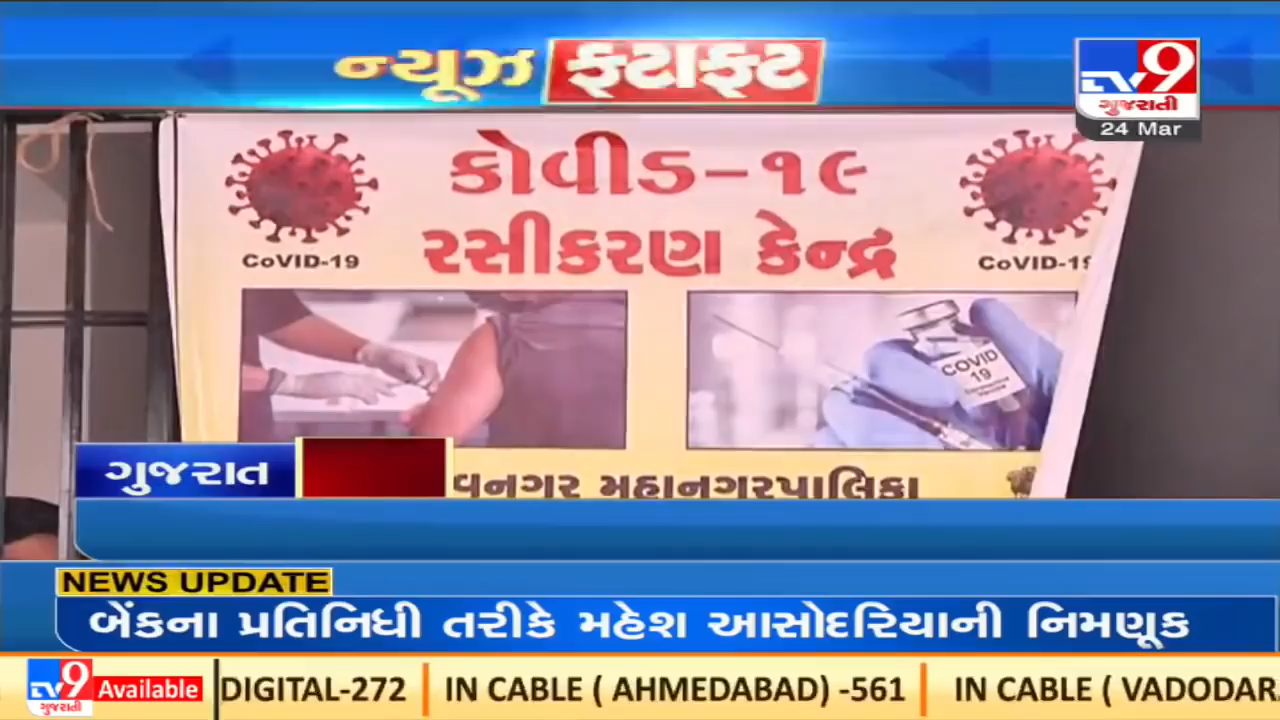 ન્યૂઝ ફટાફટ
TV9
ગુજરાતી
24 Mar
કોવીડ-૧૯
રસીકરણ કેન્દ્ર
CoVID-19
CoVID-19
COVID
19
ગુજરાત
વનગર મહાનગરપાલિકા
NEWS UPDATE
બેંકના પ્રતિનિધી તરીકે મહેશ આસોદરિયાની નિમણૂક
TV9 ગુજરાતી Available DIGITAL-272 IN CABLE ( AHMEDABAD) -561 IN CABLE ( VADODAR